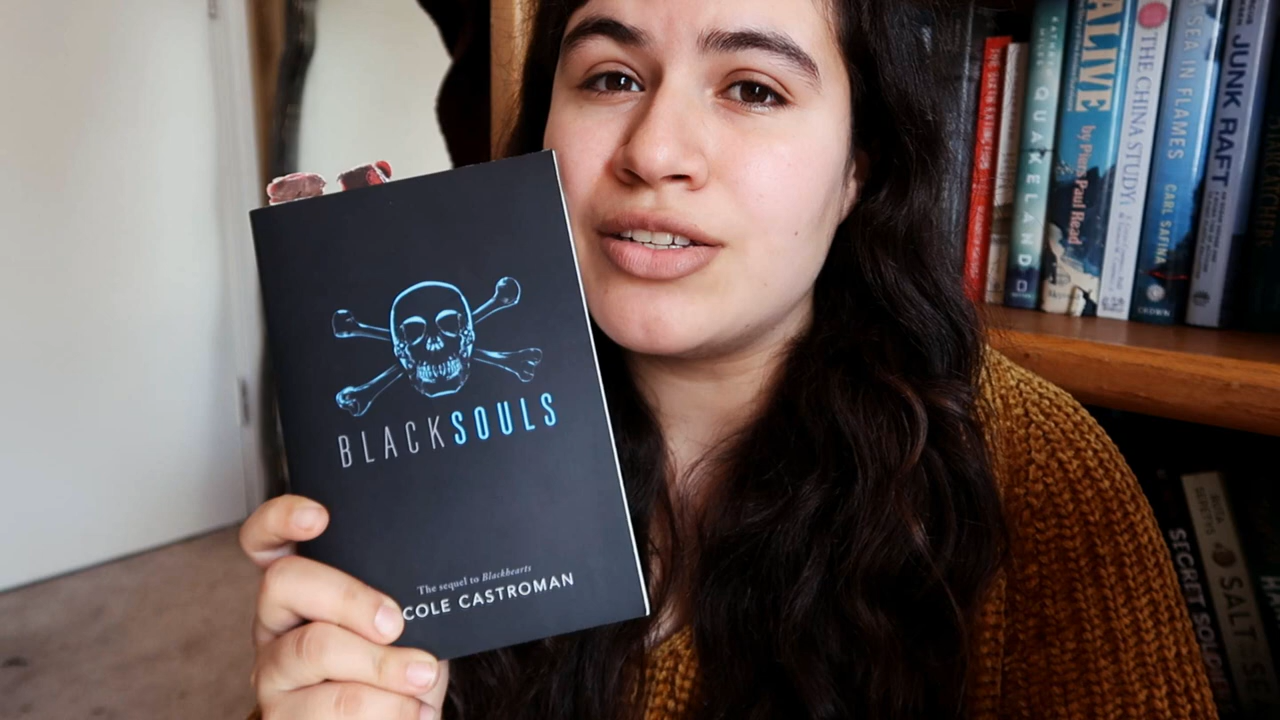 BLACKSOULS
The sequel to Blackhearts
COLE CASTROMAN
QUAKELAND
ALIVE by Piers Paul Read
THE CHINA STUDY
A SEA IN FLAMES CARL SAFINA
CROWN
JUNK RAFT
SECRET
SALT